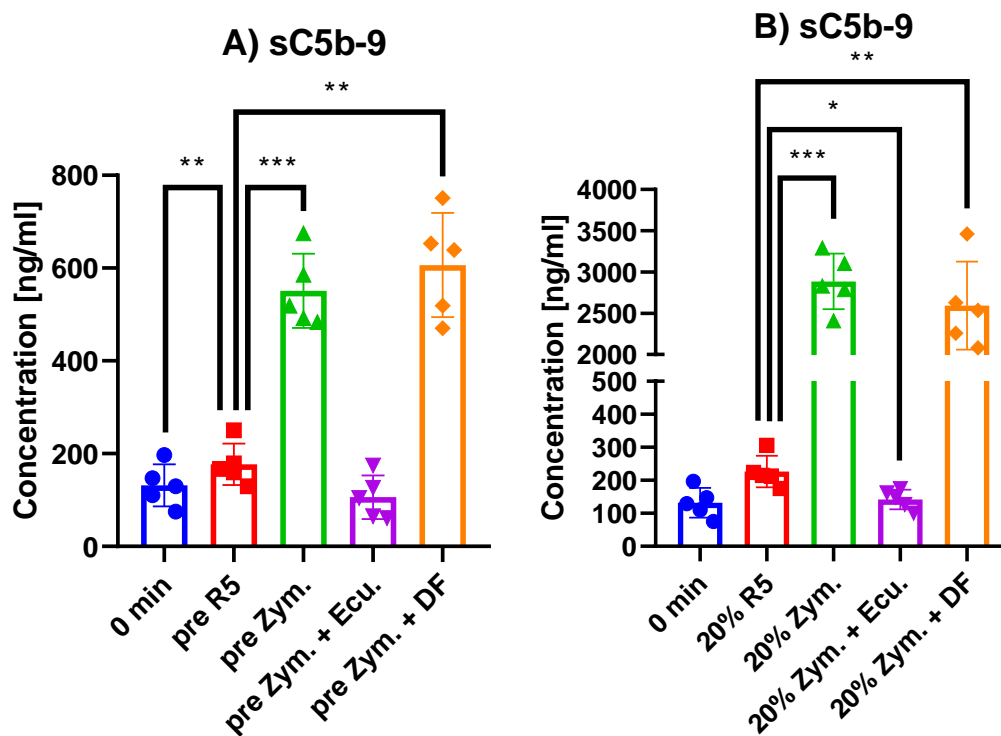 A) sC5b-9
**
** ***
Concentration [ng/ml]
800
600
400
200
0
0 min
pre R5
pre Zym.
pre Zym. + Ecu.
pre Zym. + DF
B) sC5b-9
**
*
***
Concentration [ng/ml]
4000
3500
3000
2500
2000
500
400
300
200
100
0
0 min
20% R5
20% Zym.
20% Zym. + Ecu.
20% Zym. + DF